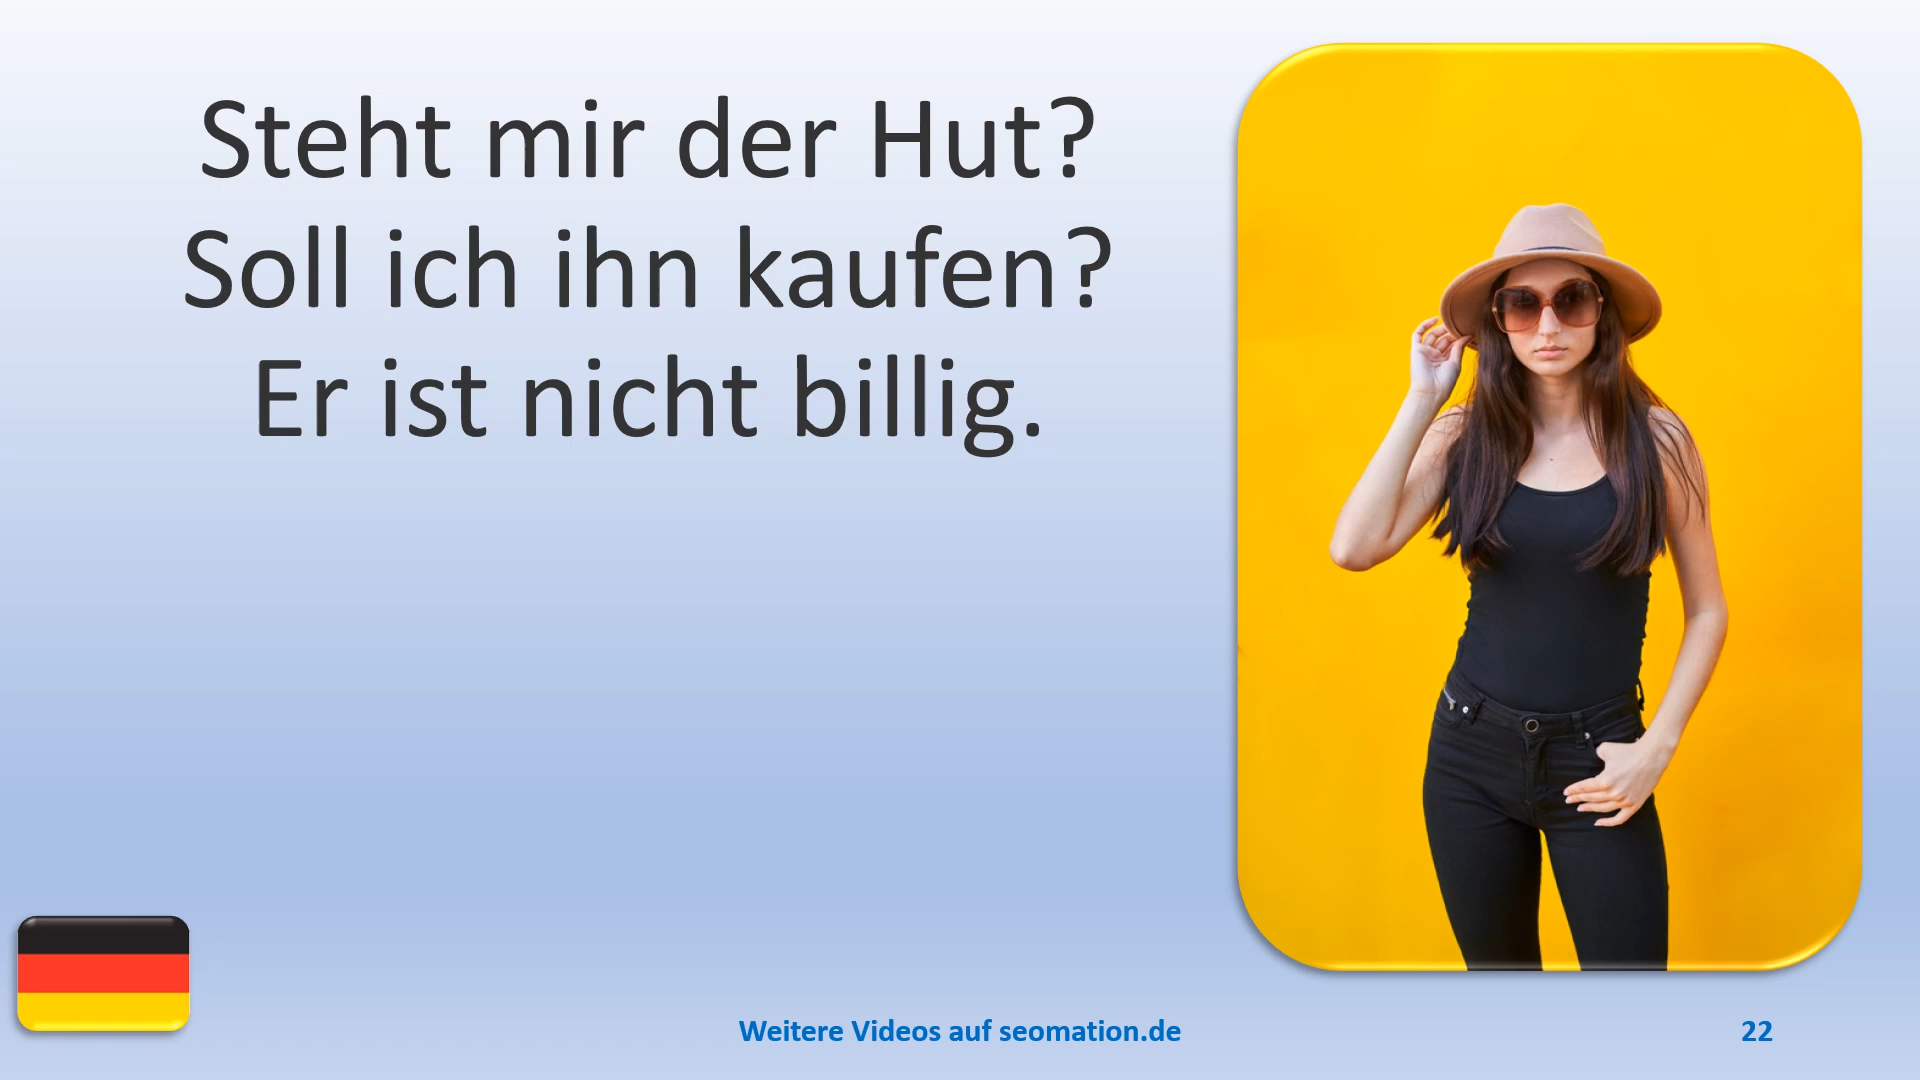 Steht mir der Hut?
Soll ich ihn kaufen?
Er ist nicht billig.
Weitere Videos auf seomation.de
22